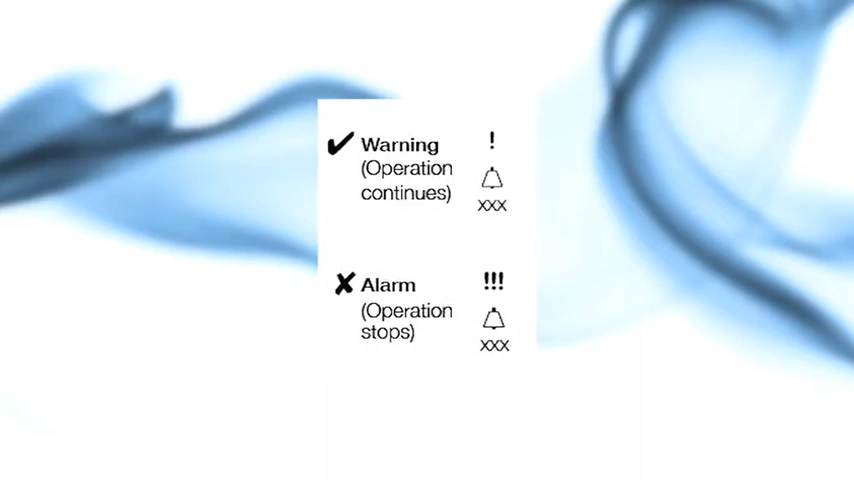 ✔ Warning !
(Operation
continues)
XXX
✘ Alarm !!!
(Operation
stops)
XXX